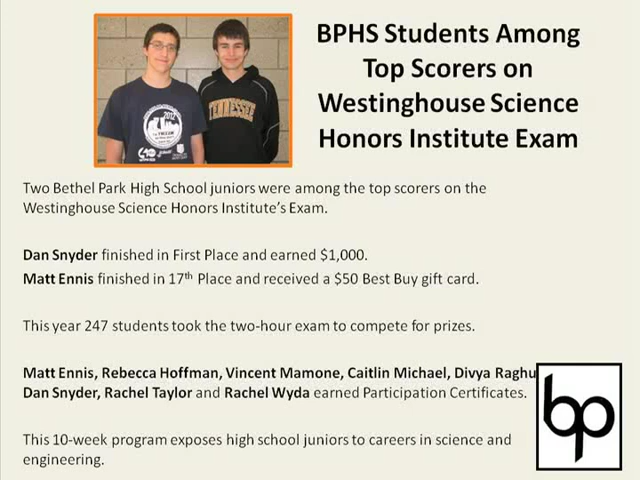 BPHS Students Among
Top Scorers on
Westinghouse Science
Honors Institute Exam
2012
TENNESSEE
Two Bethel Park High School juniors were among the top scorers on the
Westinghouse Science Honors Institute's Exam.
Dan Snyder finished in First Place and earned $1,000.
Matt Ennis finished in 17th Place and received a $50 Best Buy gift card.
This year 247 students took the two-hour exam to compete for prizes.
Matt Ennis, Rebecca Hoffman, Vincent Mamone, Caitlin Michael, Divya Raghu
Dan Snyder, Rachel Taylor and Rachel Wyda earned Participation Certificates.
bp
This 10-week program exposes high school juniors to careers in science and
engineering.